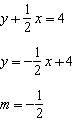 y + 1/2 x = 4
y = -1/2 x + 4
m = -1/2